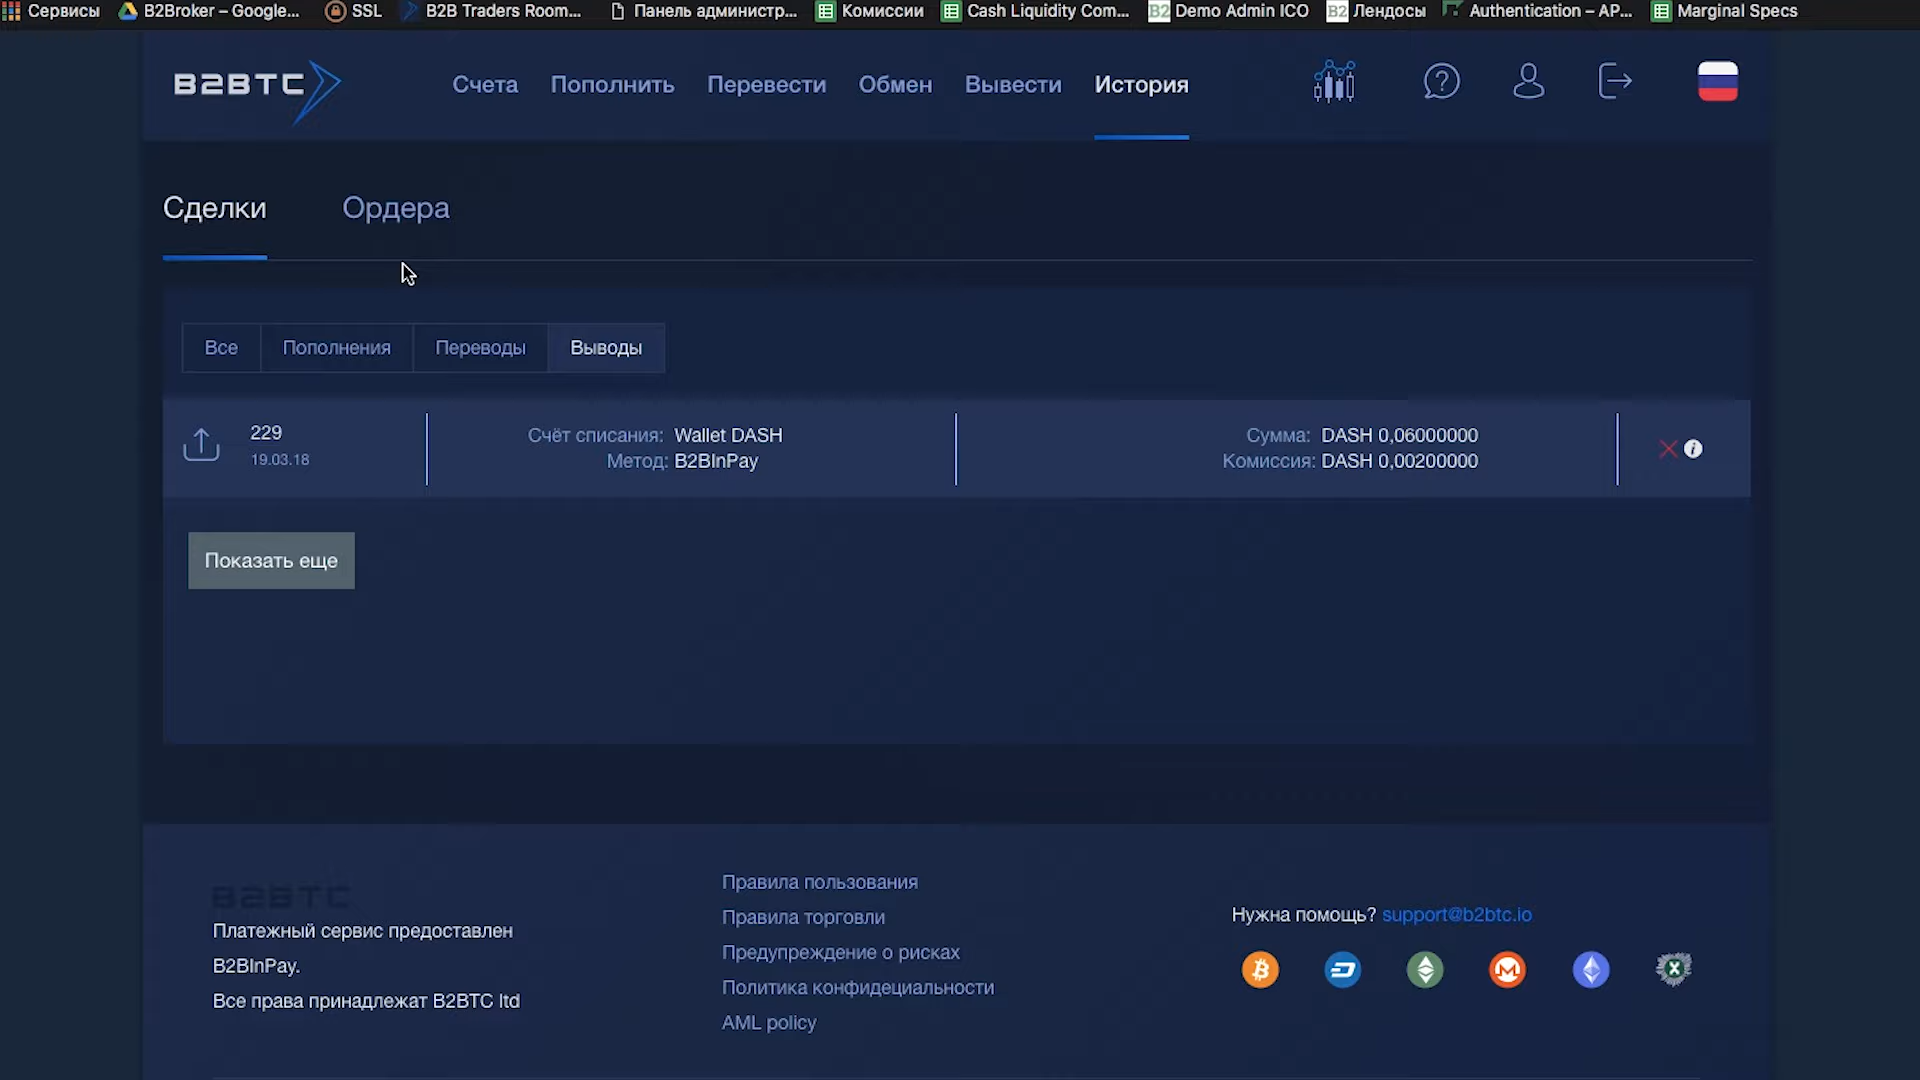 Сервисы B2Broker – Google... SSL B2B Traders Room... Панель администр... Комиссии Cash Liquidity Com... B2 Demo Admin ICO B2 Лендосы Authentication – AP... Marginal Specs
B2BTC Счета Пополнить Перевести Обмен Вывести История
Сделки Ордера
Все Пополнения Переводы Выводы
229
19.03.18
Счёт списания: Wallet DASH
Метод: B2BInPay
Сумма: DASH 0,06000000
Комиссия: DASH 0,00200000
Показать еще
B2BTC
Платежный сервис предоставлен
B2BInPay.
Все права принадлежат B2BTC ltd
Правила пользования
Правила торговли
Предупреждение о рисках
Политика конфидециальности
AML policy
Нужна помощь? support@b2btc.io